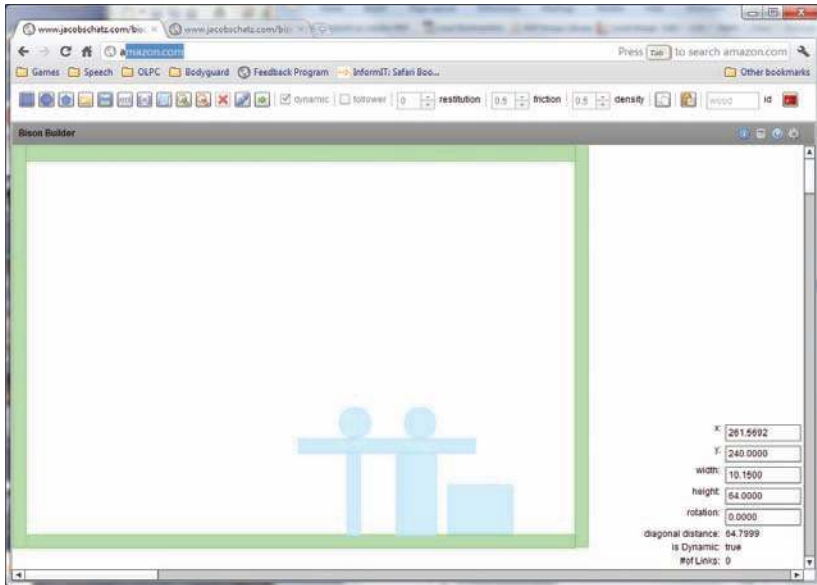 www.jacobschatz.com/bis
www.jacobschatz.com/bis
amazon.com
Press Tab to search amazon.com
Games Speech OLPC Bodyguard Feedback Program InformIT: Safari Boo... Other bookmarks
dynamic follower 0 restitution 0.5 friction 0.5 density wood id
Bison Builder
x: 261.5692
y: 240.0000
width: 10.1500
height: 64.0000
rotation: 0.0000
diagonal distance: 64.7999
is Dynamic: true
#of Links: 0